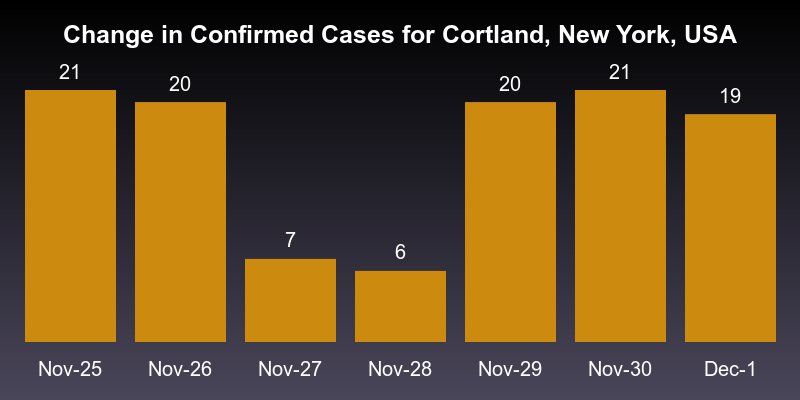 Change in Confirmed Cases for Cortland, New York, USA
21
20
7
6
20
21
19
Nov-25
Nov-26
Nov-27
Nov-28
Nov-29
Nov-30
Dec-1